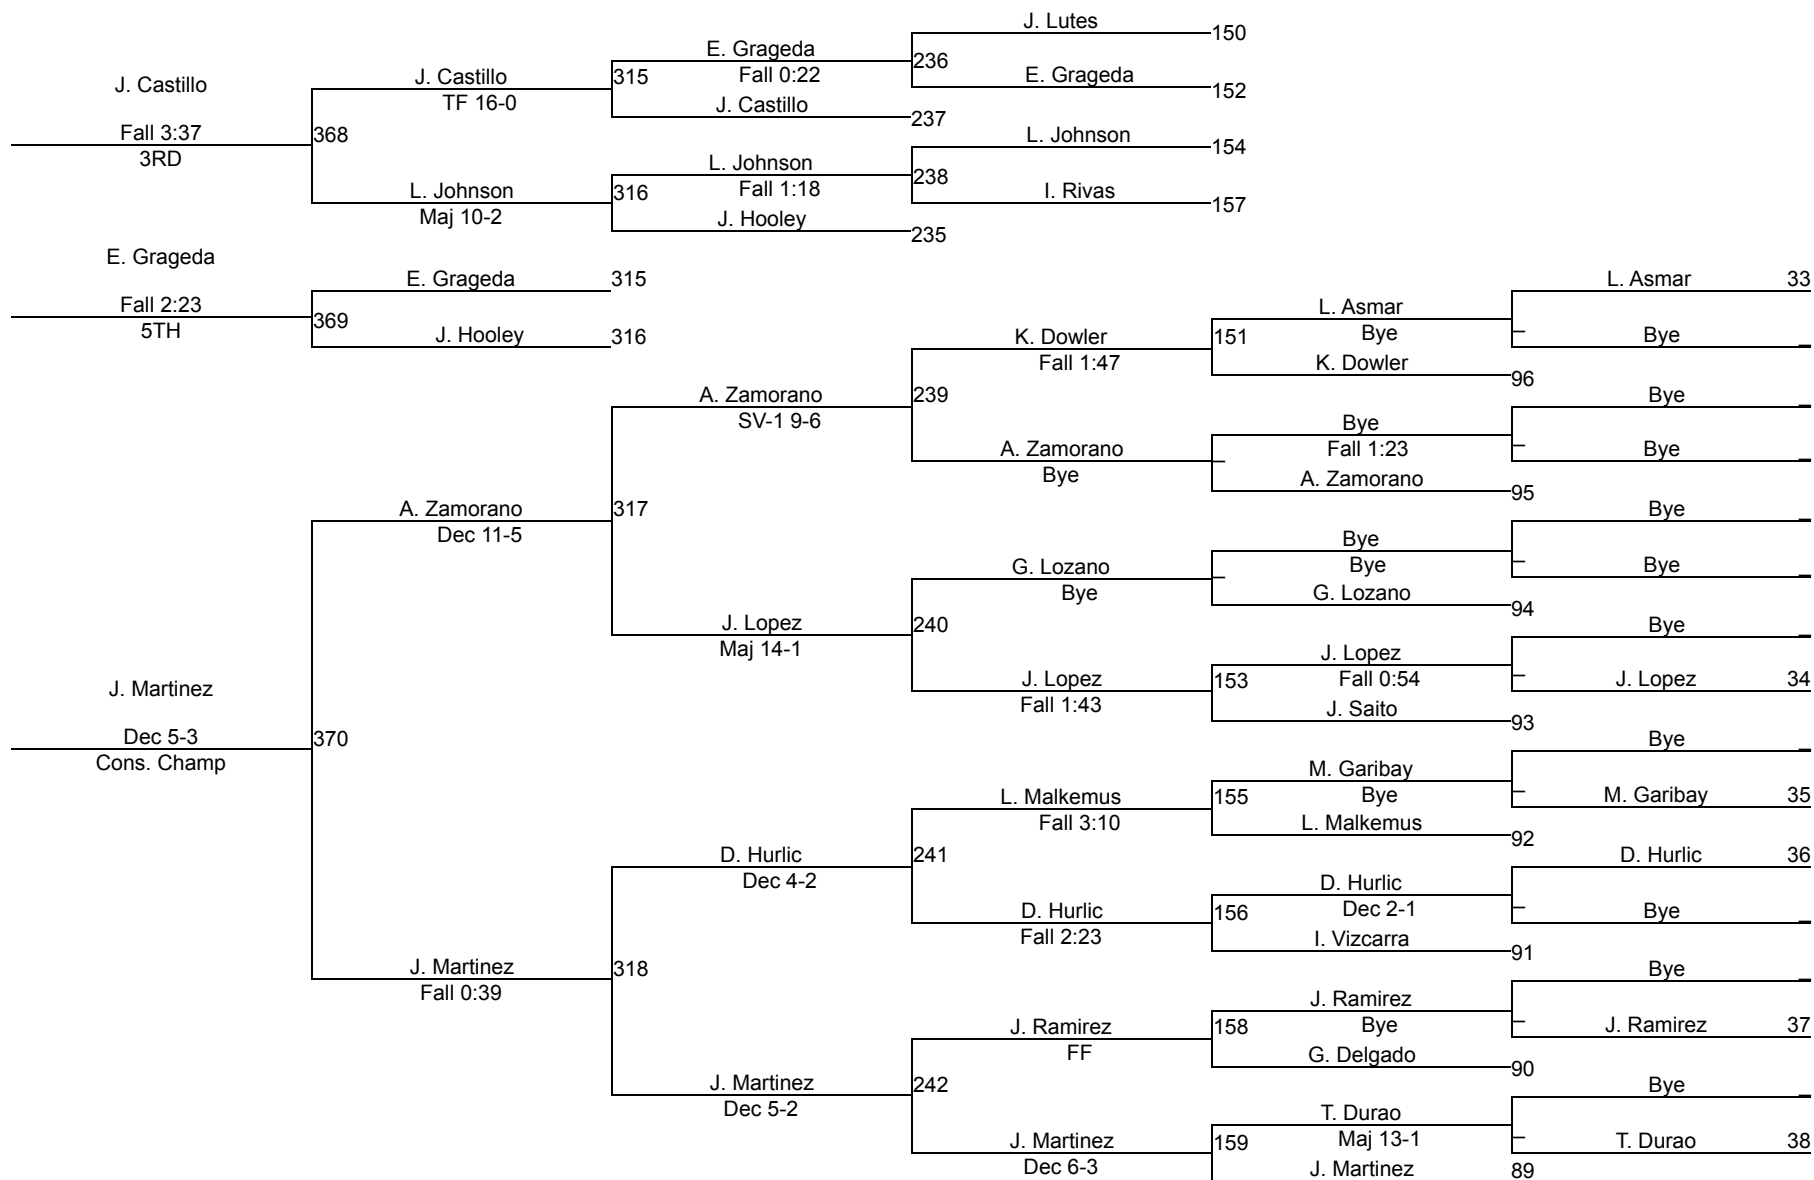 J. Lutes
150
E. Grageda
236
J. Castillo
J. Castillo
315
Fall 0:22
E. Grageda
152
TF 16-0
J. Castillo
237
Fall 3:37
368
L. Johnson
154
3RD
L. Johnson
238
L. Johnson
316
Fall 1:18
I. Rivas
157
Maj 10-2
J. Hooley
235
E. Grageda
E. Grageda
315
L. Asmar
33
Fall 2:23
369
L. Asmar
5TH
J. Hooley
316
K. Dowler
151
Bye
Bye
Fall 1:47
K. Dowler
96
A. Zamorano
239
Bye
SV-1 9-6
Bye
A. Zamorano
Fall 1:23
Bye
Bye
A. Zamorano
95
A. Zamorano
317
Bye
Dec 11-5
Bye
G. Lozano
Bye
Bye
Bye
G. Lozano
94
J. Lopez
240
Bye
Maj 14-1
J. Lopez
J. Martinez
J. Lopez
153
Fall 0:54
J. Lopez
34
Fall 1:43
J. Saito
93
Dec 5-3
370
Bye
Cons. Champ
M. Garibay
L. Malkemus
155
Bye
M. Garibay
35
Fall 3:10
L. Malkemus
92
D. Hurlic
241
D. Hurlic
36
Dec 4-2
D. Hurlic
D. Hurlic
156
Dec 2-1
Bye
Fall 2:23
I. Vizcarra
91
J. Martinez
318
Bye
Fall 0:39
J. Ramirez
J. Ramirez
158
Bye
J. Ramirez
37
FF
G. Delgado
90
J. Martinez
242
Bye
Dec 5-2
T. Durao
J. Martinez
159
Maj 13-1
T. Durao
38
Dec 6-3
J. Martinez
89